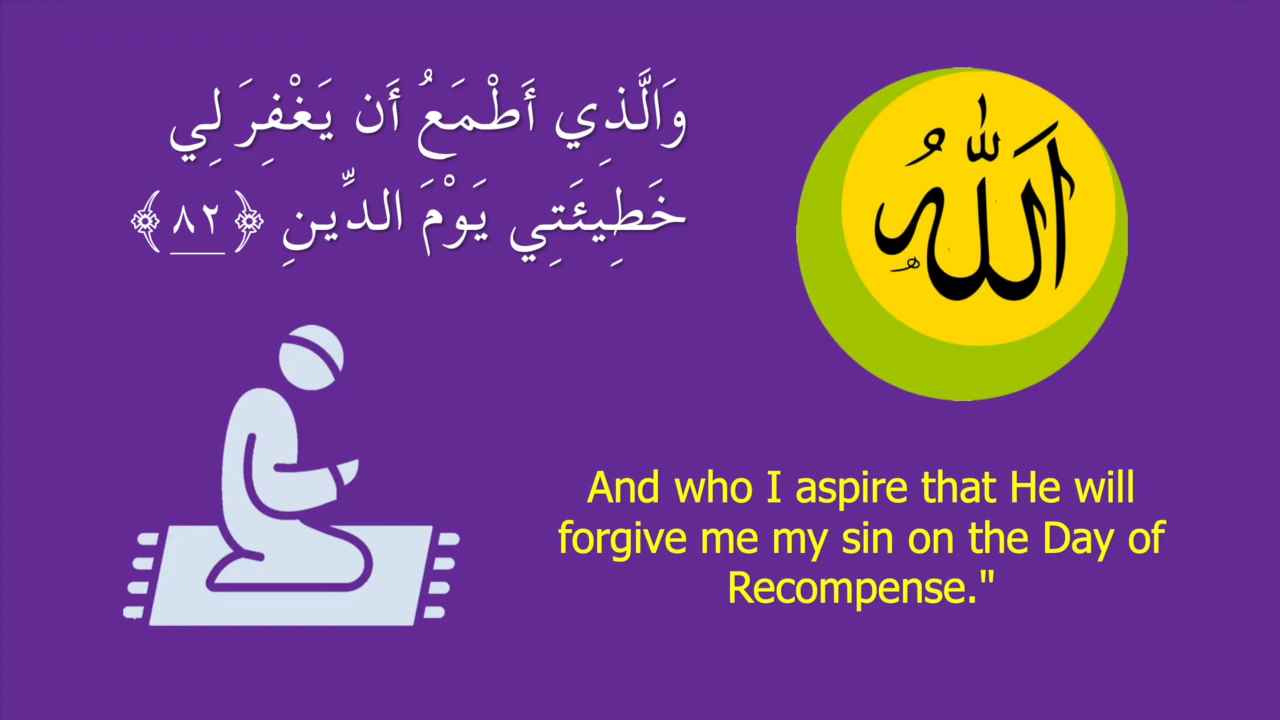 وَالَّذِي أَطْمَعُ أَن يَغْفِرَ لِي
خَطِيئَتِي يَوْمَ الدِّينِ ﴿٨٢﴾
اَللّٰهُ
And who I aspire that He will
forgive me my sin on the Day of
Recompense."